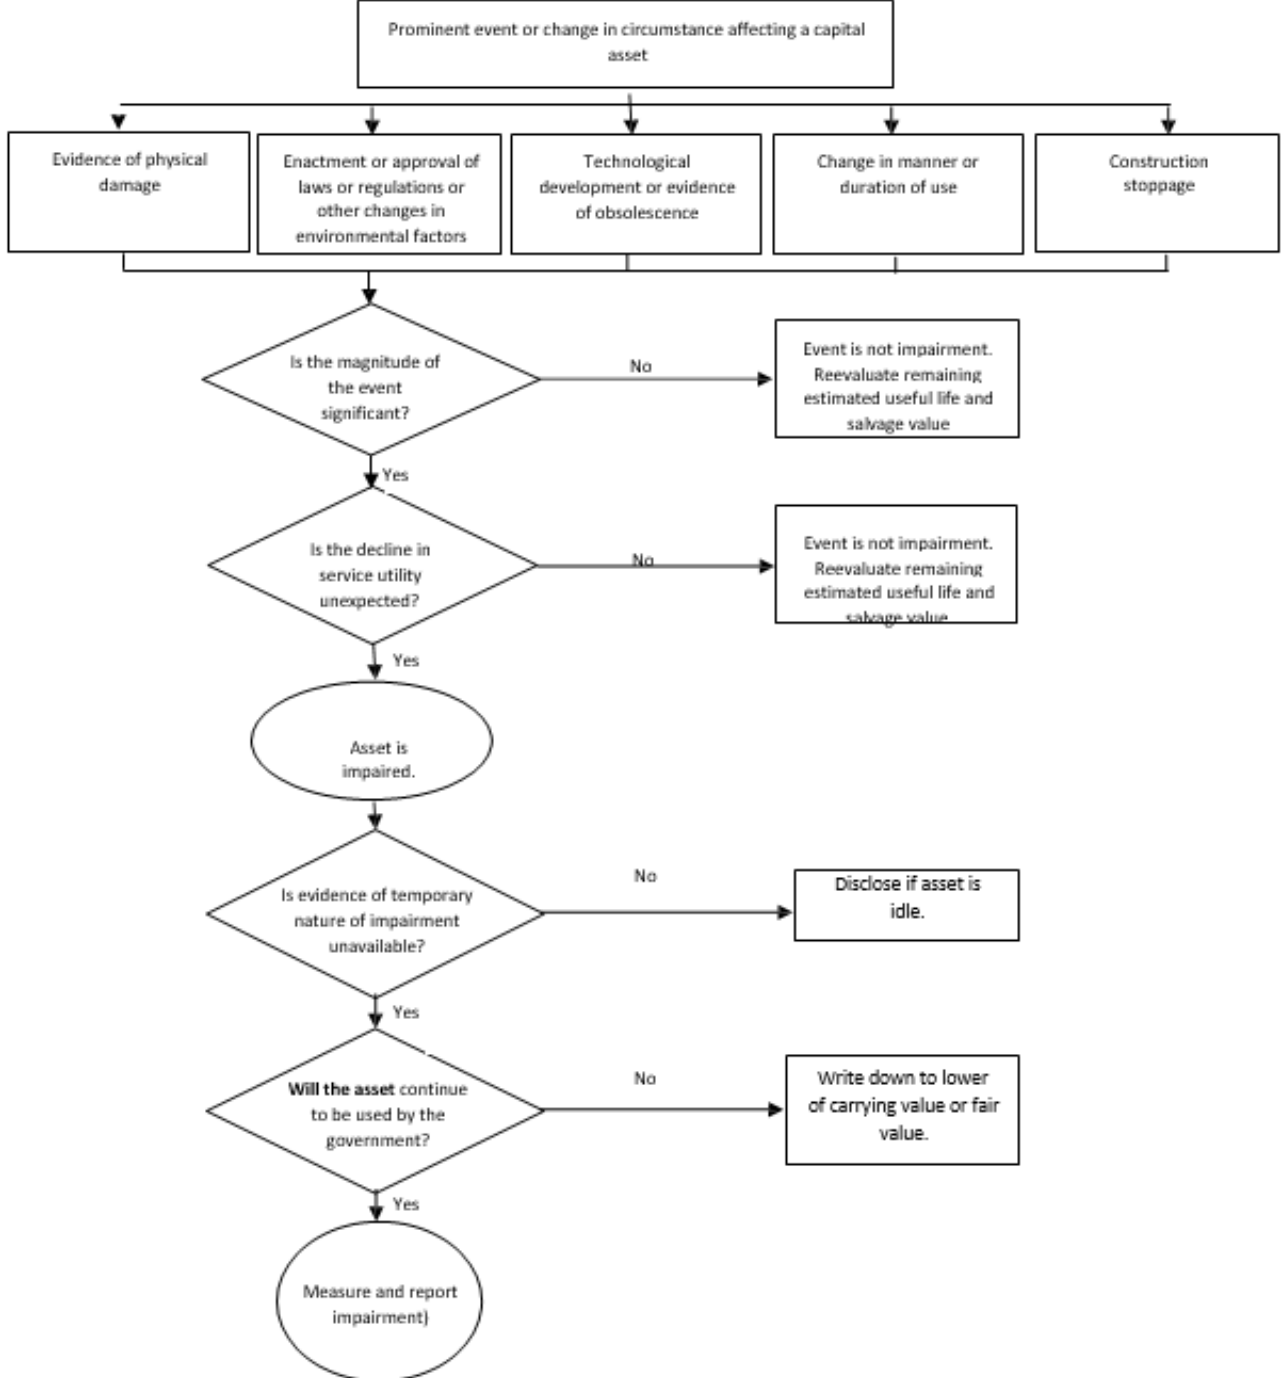 Prominent event or change in circumstance affecting a capital
asset
Evidence of physical
damage
Enactment or approval of
laws or regulations or
other changes in
environmental factors
Technological
development or evidence
of obsolescence
Change in manner or
duration of use
Construction
stoppage
Is the magnitude of
the event
significant?
No
Event is not impairment.
Reevaluate remaining
estimated useful life and
salvage value
Yes
Is the decline in
service utility
unexpected?
No
Event is not impairment.
Reevaluate remaining
estimated useful life and
salvage value
Yes
Asset is
impaired.
Is evidence of temporary
nature of impairment
unavailable?
No
Disclose if asset is
idle.
Yes
Will the asset continue
to be used by the
government?
No
Write down to lower
of carrying value or fair
value.
Yes
Measure and report
impairment)